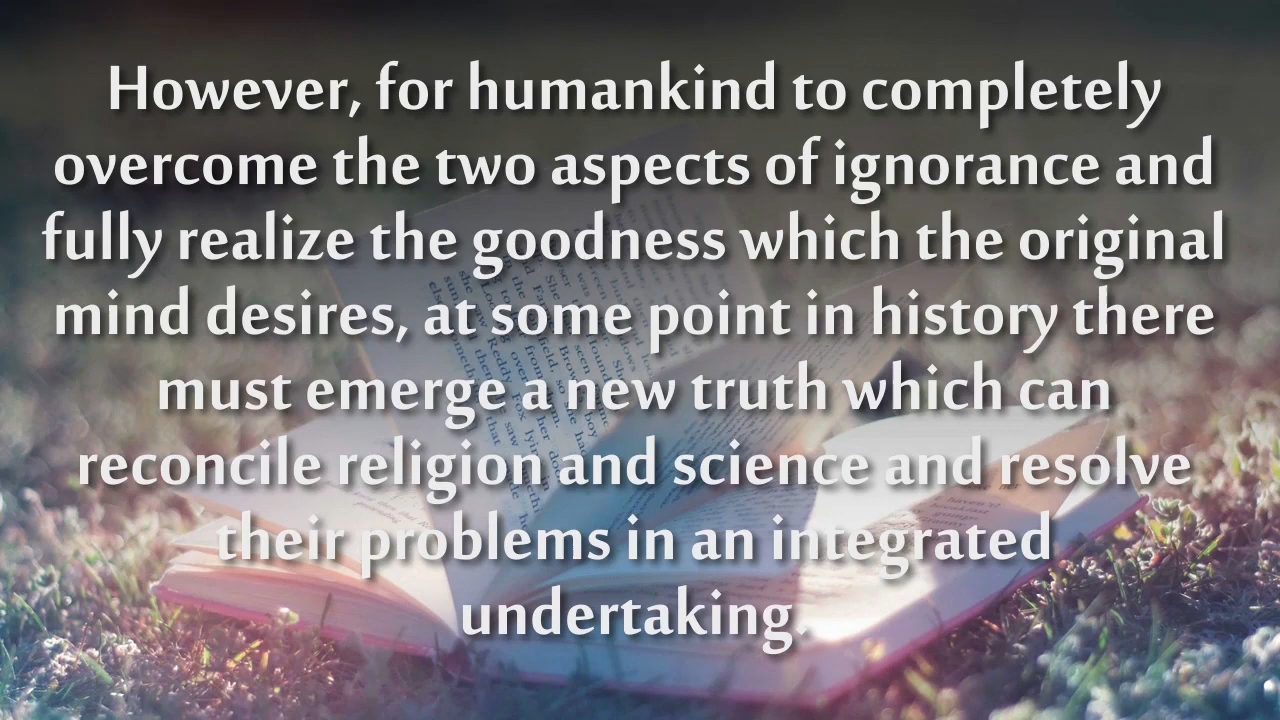 However, for humankind to completely
overcome the two aspects of ignorance and
fully realize the goodness which the original
mind desires, at some point in history there
must emerge a new truth which can
reconcile religion and science and resolve
their problems in an integrated
undertaking.